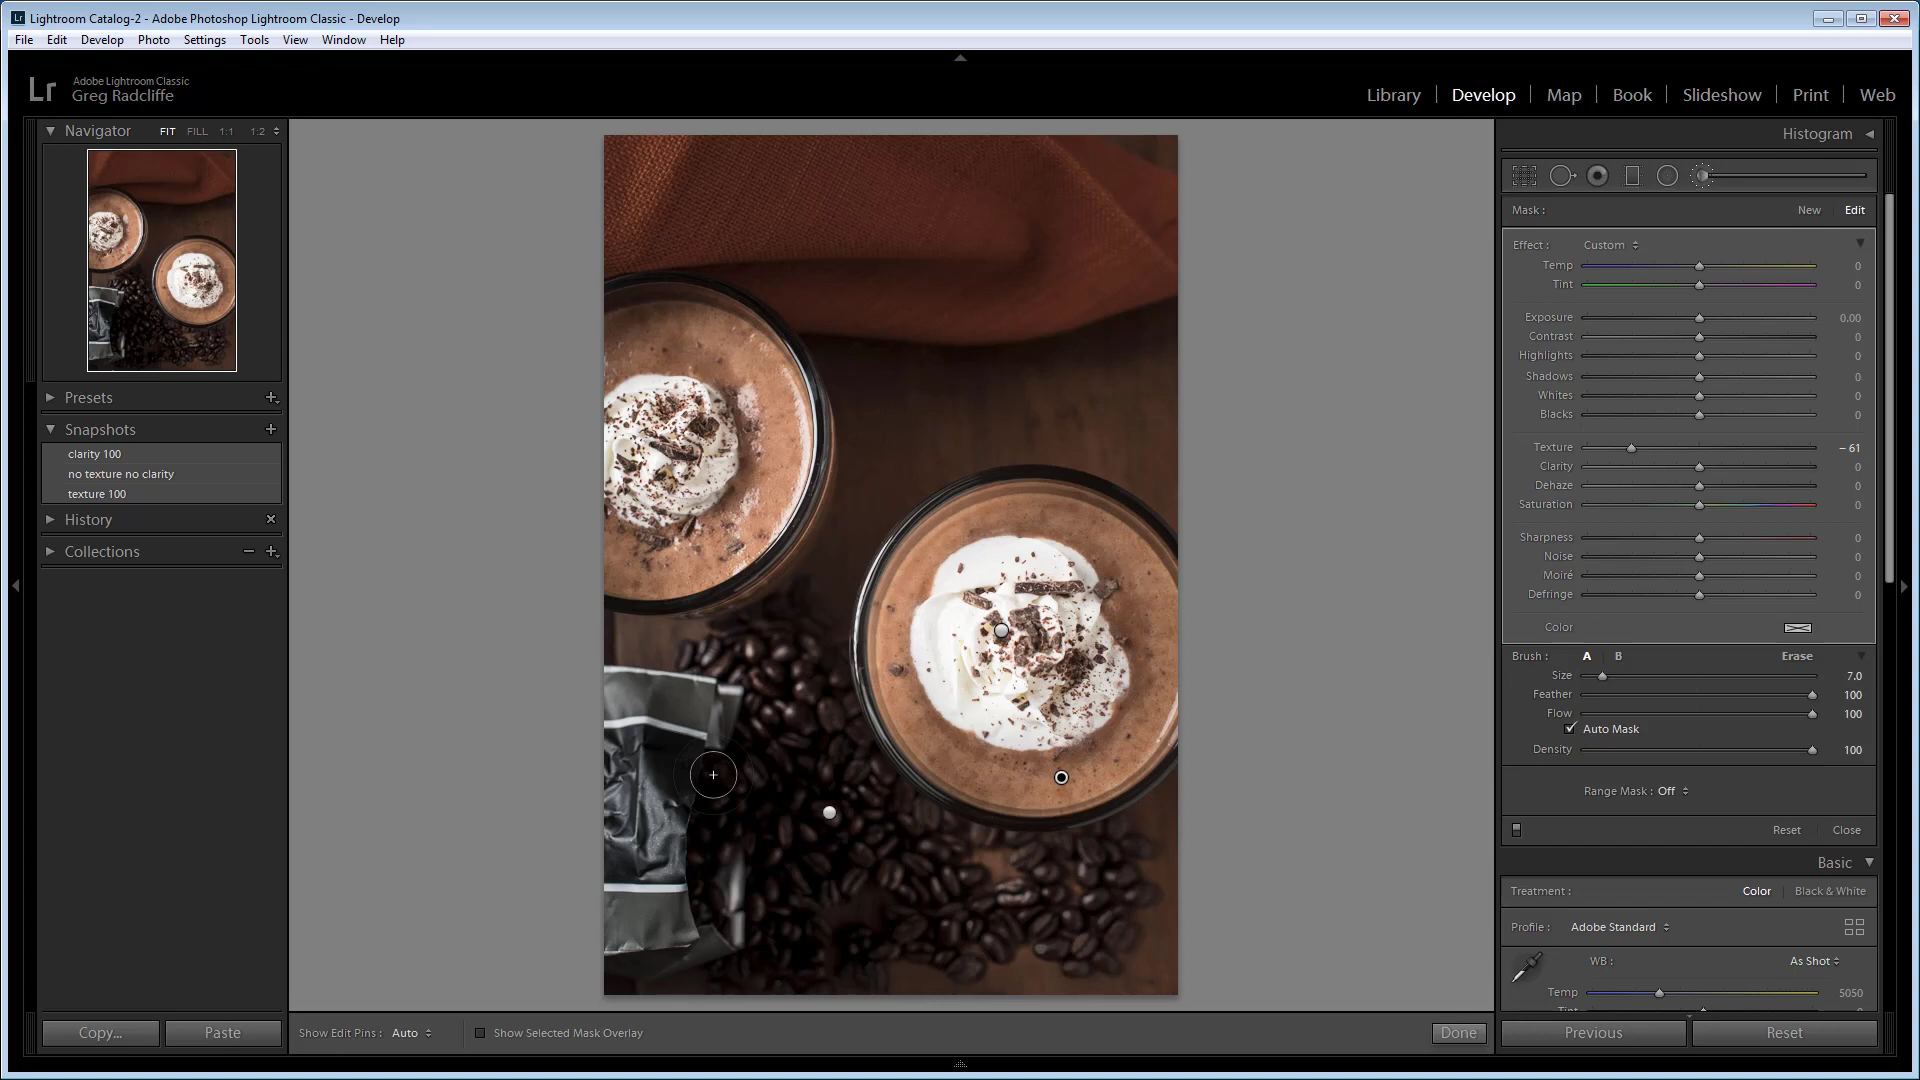 Lightroom Catalog-2 - Adobe Photoshop Lightroom Classic - Develop
File Edit Develop Photo Settings Tools View Window Help
Lr
Adobe Lightroom Classic
Greg Radcliffe
Library Develop Map Book Slideshow Print Web
Navigator FIT FILL 1:1 1:2
Presets
Snapshots
clarity 100
no texture no clarity
texture 100
History
Collections
Copy... Paste
Show Edit Pins : Auto
Show Selected Mask Overlay
Done
Histogram
Mask : New Edit
Effect : Custom
Temp 0
Tint 0
Exposure 0.00
Contrast 0
Highlights 0
Shadows 0
Whites 0
Blacks 0
Texture – 61
Clarity 0
Dehaze 0
Saturation 0
Sharpness 0
Noise 0
Moiré 0
Defringe 0
Color
Brush : A B Erase
Size 7.0
Feather 100
Flow 100
Auto Mask
Density 100
Range Mask : Off
Reset Close
Basic
Treatment : Color Black & White
Profile : Adobe Standard
WB : As Shot
Temp 5050
Tint 0
Previous Reset